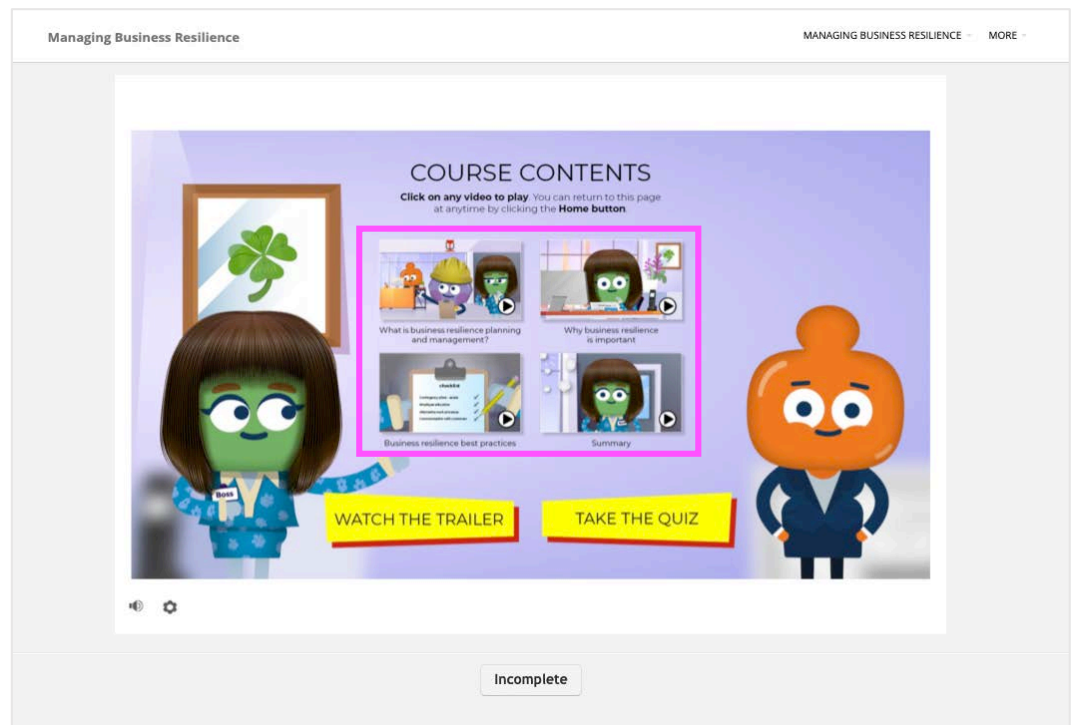 Managing Business Resilience
MANAGING BUSINESS RESILIENCE
MORE
COURSE CONTENTS
Click on any video to play. You can return to this page
at anytime by clicking the Home button.
What is business resilience planning
and management?
Why business resilience
is important
checklist
Business resilience best practices
Summary
Boss
WATCH THE TRAILER
TAKE THE QUIZ
Incomplete